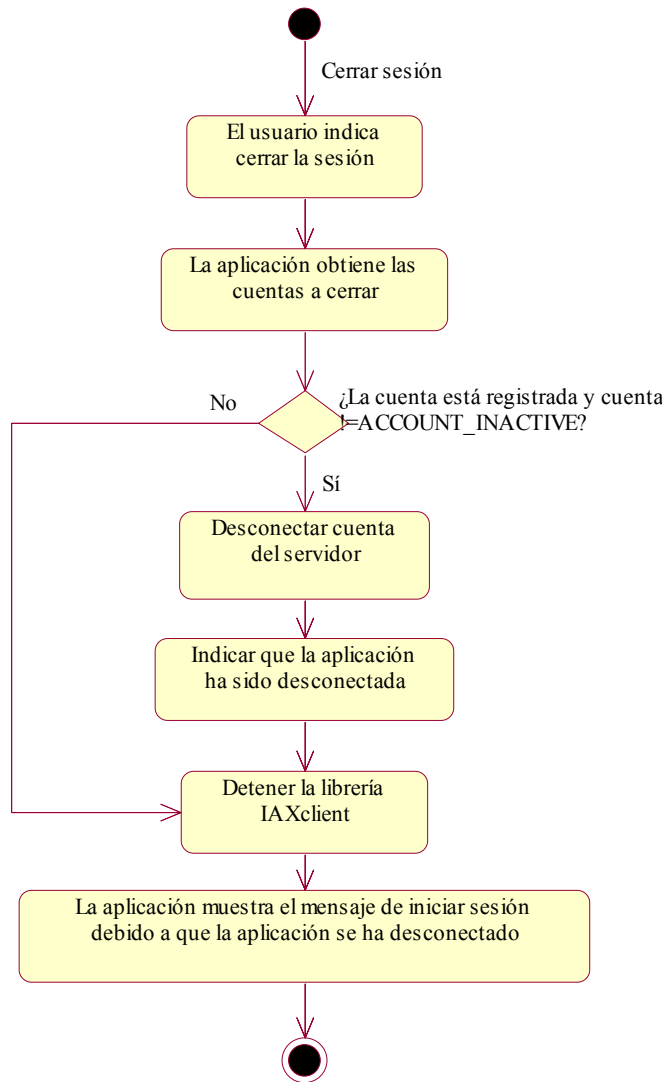 Cerrar sesión
El usuario indica
cerrar la sesión
La aplicación obtiene las
cuentas a cerrar
No
¿La cuenta está registrada y cuenta
!=ACCOUNT_INACTIVE?
Sí
Desconectar cuenta
del servidor
Indicar que la aplicación
ha sido desconectada
Detener la librería
IAXclient
La aplicación muestra el mensaje de iniciar sesión
debido a que la aplicación se ha desconectado